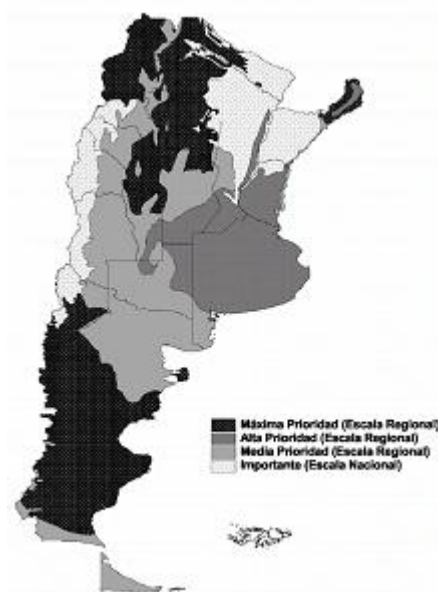 Máxima Prioridad (Escala Regional)
Alta Prioridad (Escala Regional)
Media Prioridad (Escala Regional)
Importante (Escala Nacional)